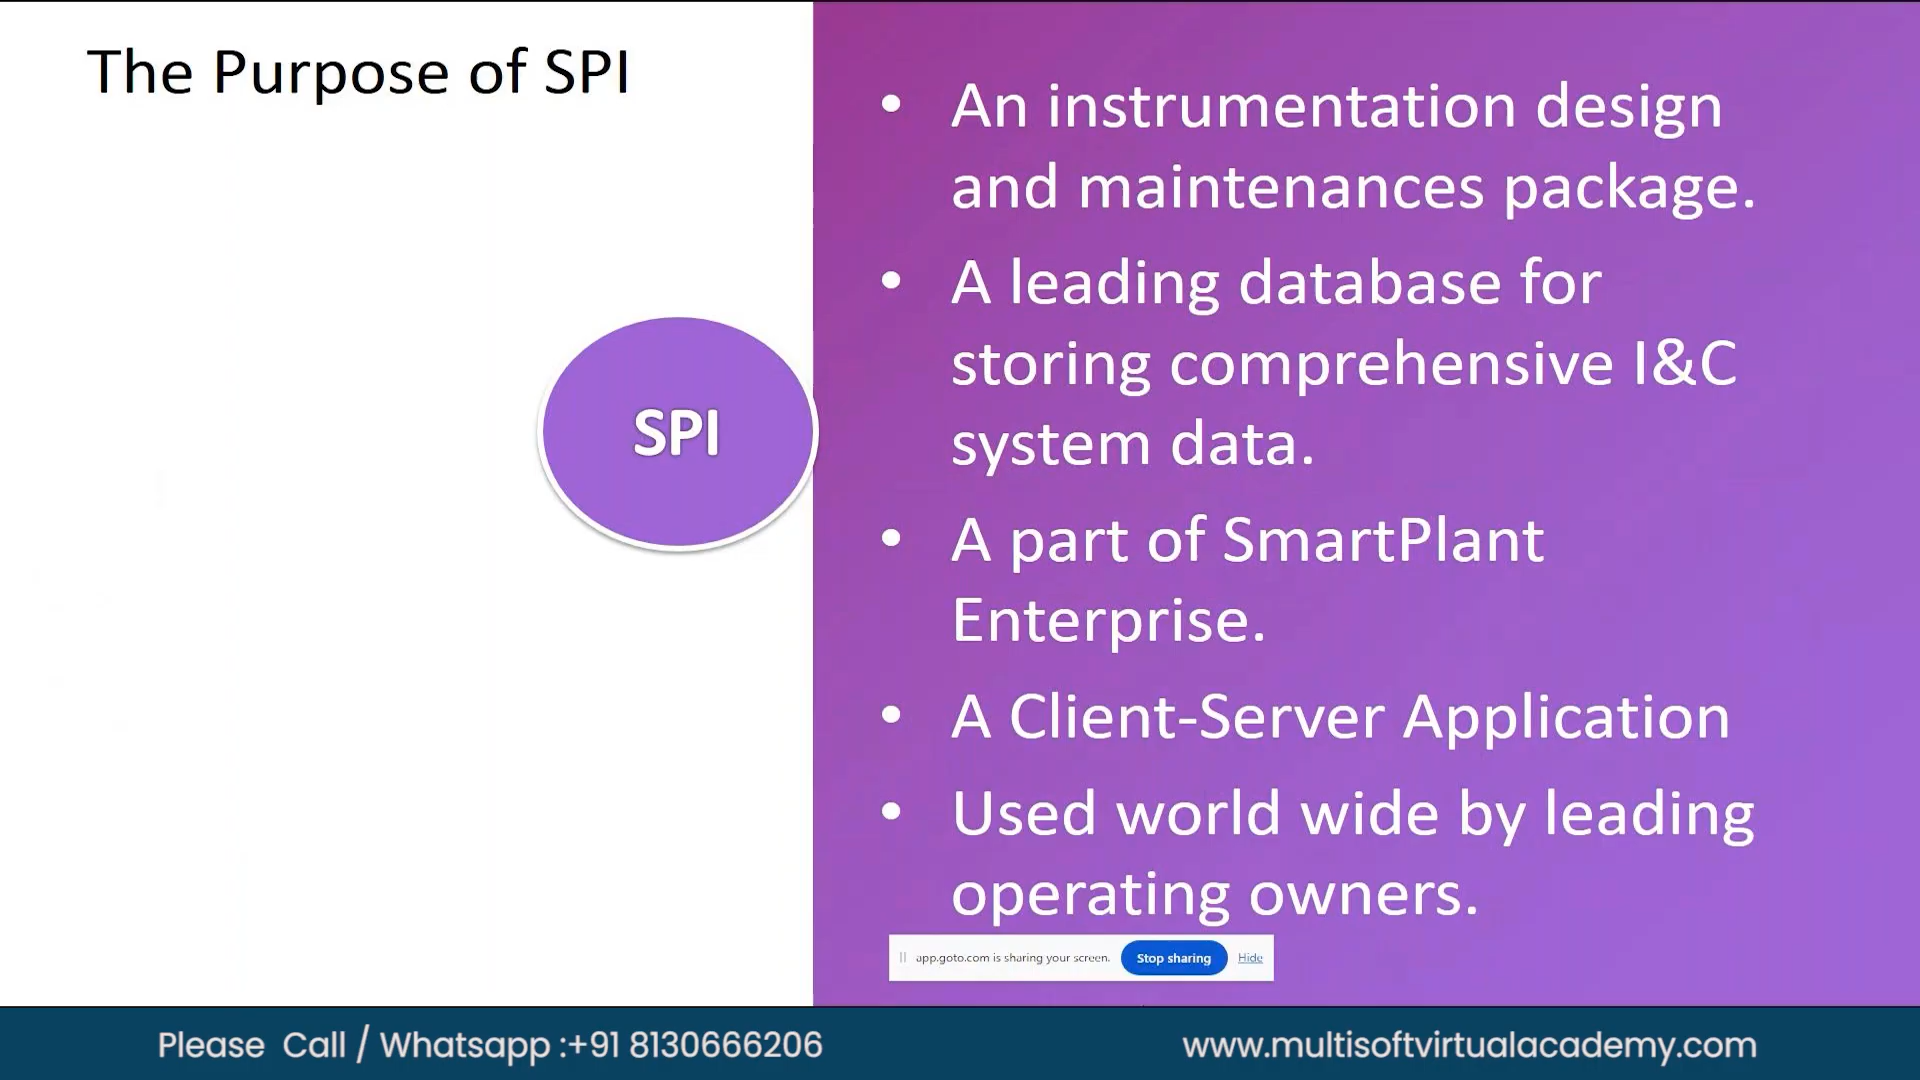 The Purpose of SPI
SPI
• An instrumentation design
and maintenances package.
• A leading database for
storing comprehensive I&C
system data.
• A part of SmartPlant
Enterprise.
• A Client-Server Application
• Used world wide by leading
operating owners.
app.goto.com is sharing your screen. Stop sharing Hide
Please Call / Whatsapp :+91 8130666206
www.multisoftvirtualacademy.com